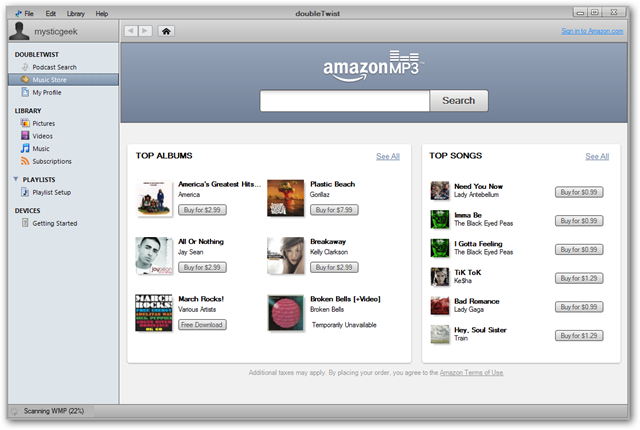 File Edit Library Help doubleTwist
mysticgeek
Sign in to Amazon.com
DOUBLETWIST
Podcast Search
Music Store
My Profile
LIBRARY
Pictures
Videos
Music
Subscriptions
PLAYLISTS
Playlist Setup
DEVICES
Getting Started
amazonMP3™
Search
TOP ALBUMS See All
America's Greatest Hits...
America
Buy for $2.99
Plastic Beach
Gorillaz
Buy for $7.99
All Or Nothing
Jay Sean
Buy for $2.99
Breakaway
Kelly Clarkson
Buy for $2.99
March Rocks!
Various Artists
Free Download
Broken Bells [+Video]
Broken Bells
Temporarily Unavailable
TOP SONGS See All
Need You Now
Lady Antebellum
Buy for $0.99
Imma Be
The Black Eyed Peas
Buy for $0.99
I Gotta Feeling
The Black Eyed Peas
Buy for $0.99
TiK ToK
Ke$ha
Buy for $1.29
Bad Romance
Lady Gaga
Buy for $0.99
Hey, Soul Sister
Train
Buy for $1.29
Additional taxes may apply. By placing your order, you agree to the Amazon Terms of Use.
Scanning WMP (22%)